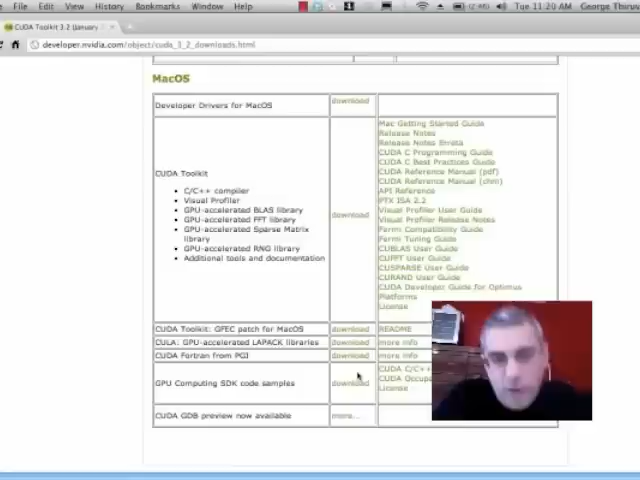 File Edit View History Bookmarks Window Help Tue 11:20 AM George Thiruv
CUDA Toolkit 3.2 (January
developer.nvidia.com/object/cuda_3_2_downloads.html
MacOS
Developer Drivers for MacOS download
CUDA Toolkit
C/C++ compiler
Visual Profiler
GPU-accelerated BLAS library
GPU-accelerated FFT library
GPU-accelerated Sparse Matrix
library
GPU-accelerated RNG library
Additional tools and documentation
download
Mac Getting Started Guide
Release Notes
Release Notes Errata
CUDA C Programming Guide
CUDA C Best Practices Guide
CUDA Reference Manual (pdf)
CUDA Reference Manual (chm)
API Reference
PTX ISA 2.2
Visual Profiler User Guide
Visual Profiler Release Notes
Fermi Compatibility Guide
Fermi Tuning Guide
CUBLAS User Guide
CUFFT User Guide
CUSPARSE User Guide
CURAND User Guide
CUDA Developer Guide for Optimus
Platforms
License
CUDA Toolkit: GPEC patch for MacOS download README
CULA: GPU-accelerated LAPACK libraries download more info
CUDA Fortran from PGI download more info
GPU Computing SDK code samples download
CUDA C/C++
CUDA Occupa
License
CUDA GDB preview now available more...